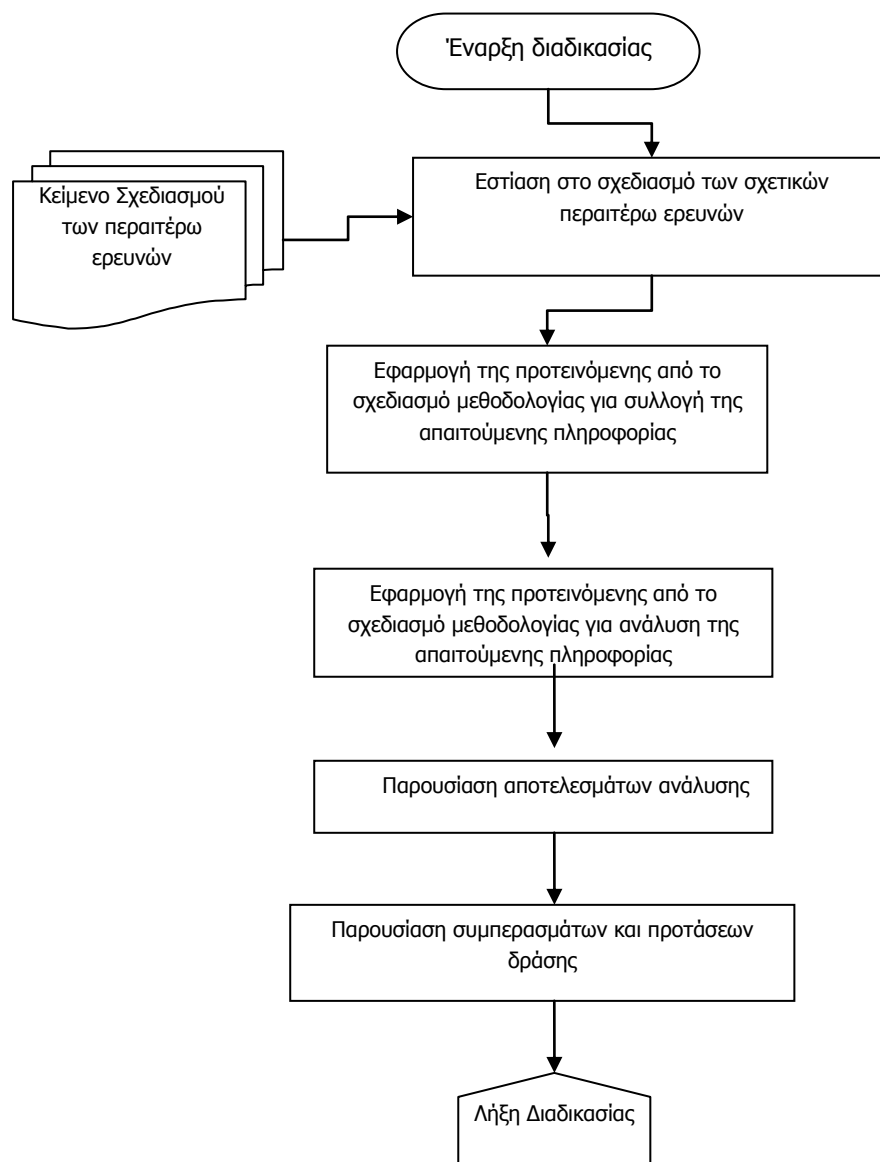 Έναρξη διαδικασίας
Κείμενο Σχεδιασμού
των περαιτέρω
ερευνών
Εστίαση στο σχεδιασμό των σχετικών
περαιτέρω ερευνών
Εφαρμογή της προτεινόμενης από το
σχεδιασμό μεθοδολογίας για συλλογή της
απαιτούμενης πληροφορίας
Εφαρμογή της προτεινόμενης από το
σχεδιασμό μεθοδολογίας για ανάλυση της
απαιτούμενης πληροφορίας
Παρουσίαση αποτελεσμάτων ανάλυσης
Παρουσίαση συμπερασμάτων και προτάσεων
δράσης
Λήξη Διαδικασίας